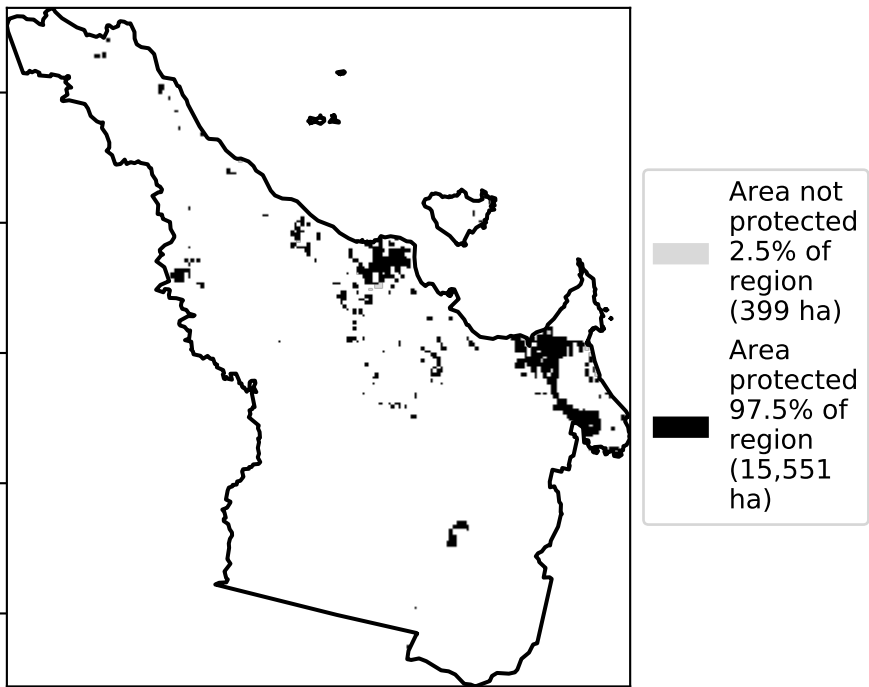 Area not
protected
2.5% of
region
(399 ha)
Area
protected
97.5% of
region
(15,551
ha)